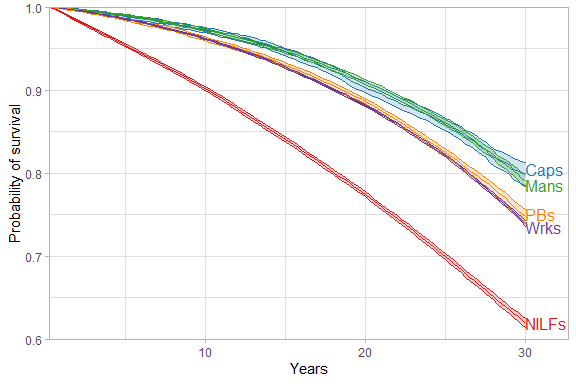 1.0
0.9
0.8
0.7
0.6
Probability of survival
Caps
Mans
PBs
Wrks
NILFs
10
20
30
Years